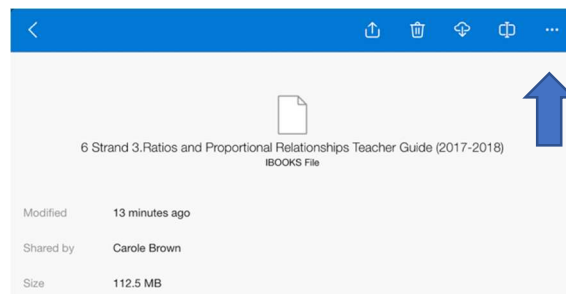 6 Strand 3.Ratios and Proportional Relationships Teacher Guide (2017-2018)
IBOOKS File
Modified 13 minutes ago
Shared by Carole Brown
Size 112.5 MB